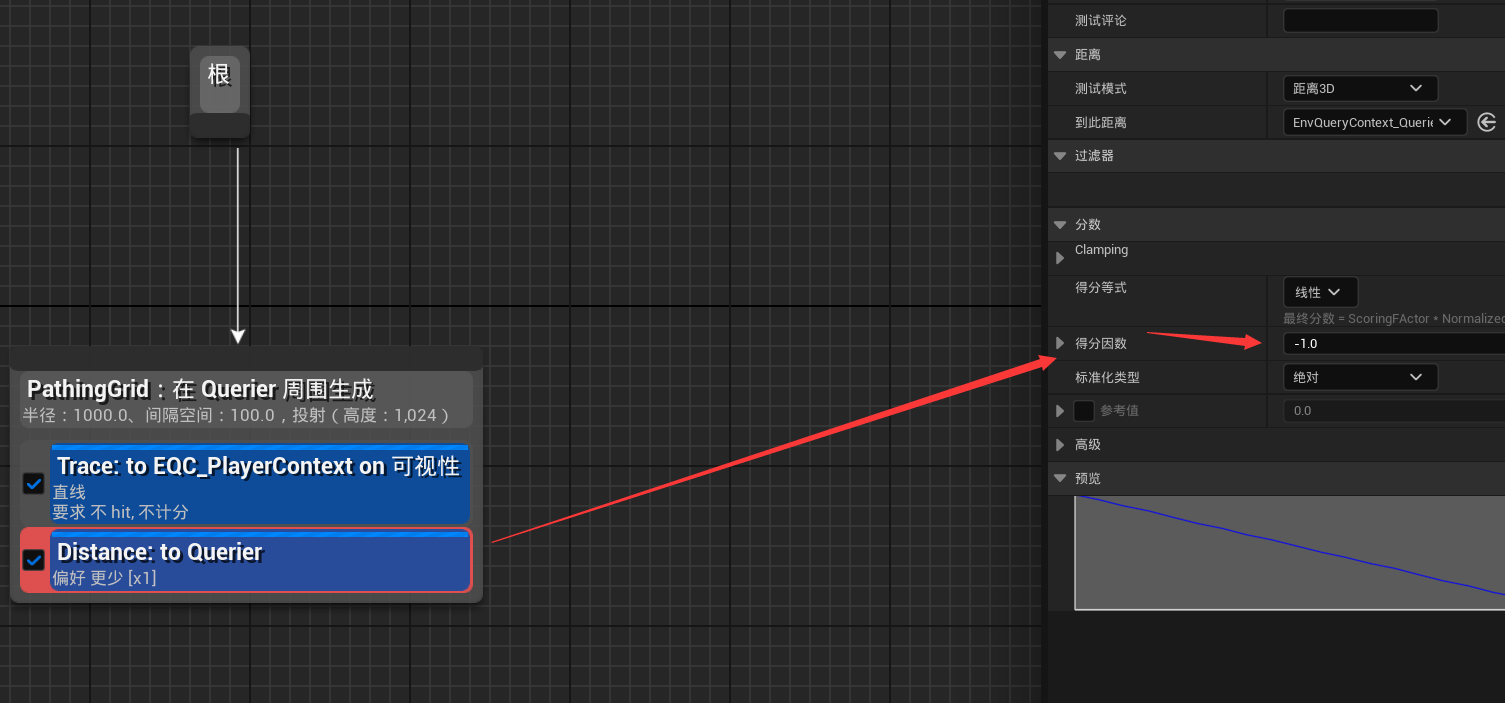 根
PathingGrid：在 Querier 周围生成
半径：1000.0、间隔空间：100.0，投射（高度：1,024）
Trace: to EQC_PlayerContext on 可视性
直线
要求 不 hit, 不计分
Distance: to Querier
偏好 更少 [x1]
测试评论
距离
测试模式 距离3D
到此距离 EnvQueryContext_Querie
过滤器
分数
Clamping
得分等式 线性
最终分数 = ScoringFActor * Normalized
得分因数 -1.0
标准化类型 绝对
参考值 0.0
高级
预览